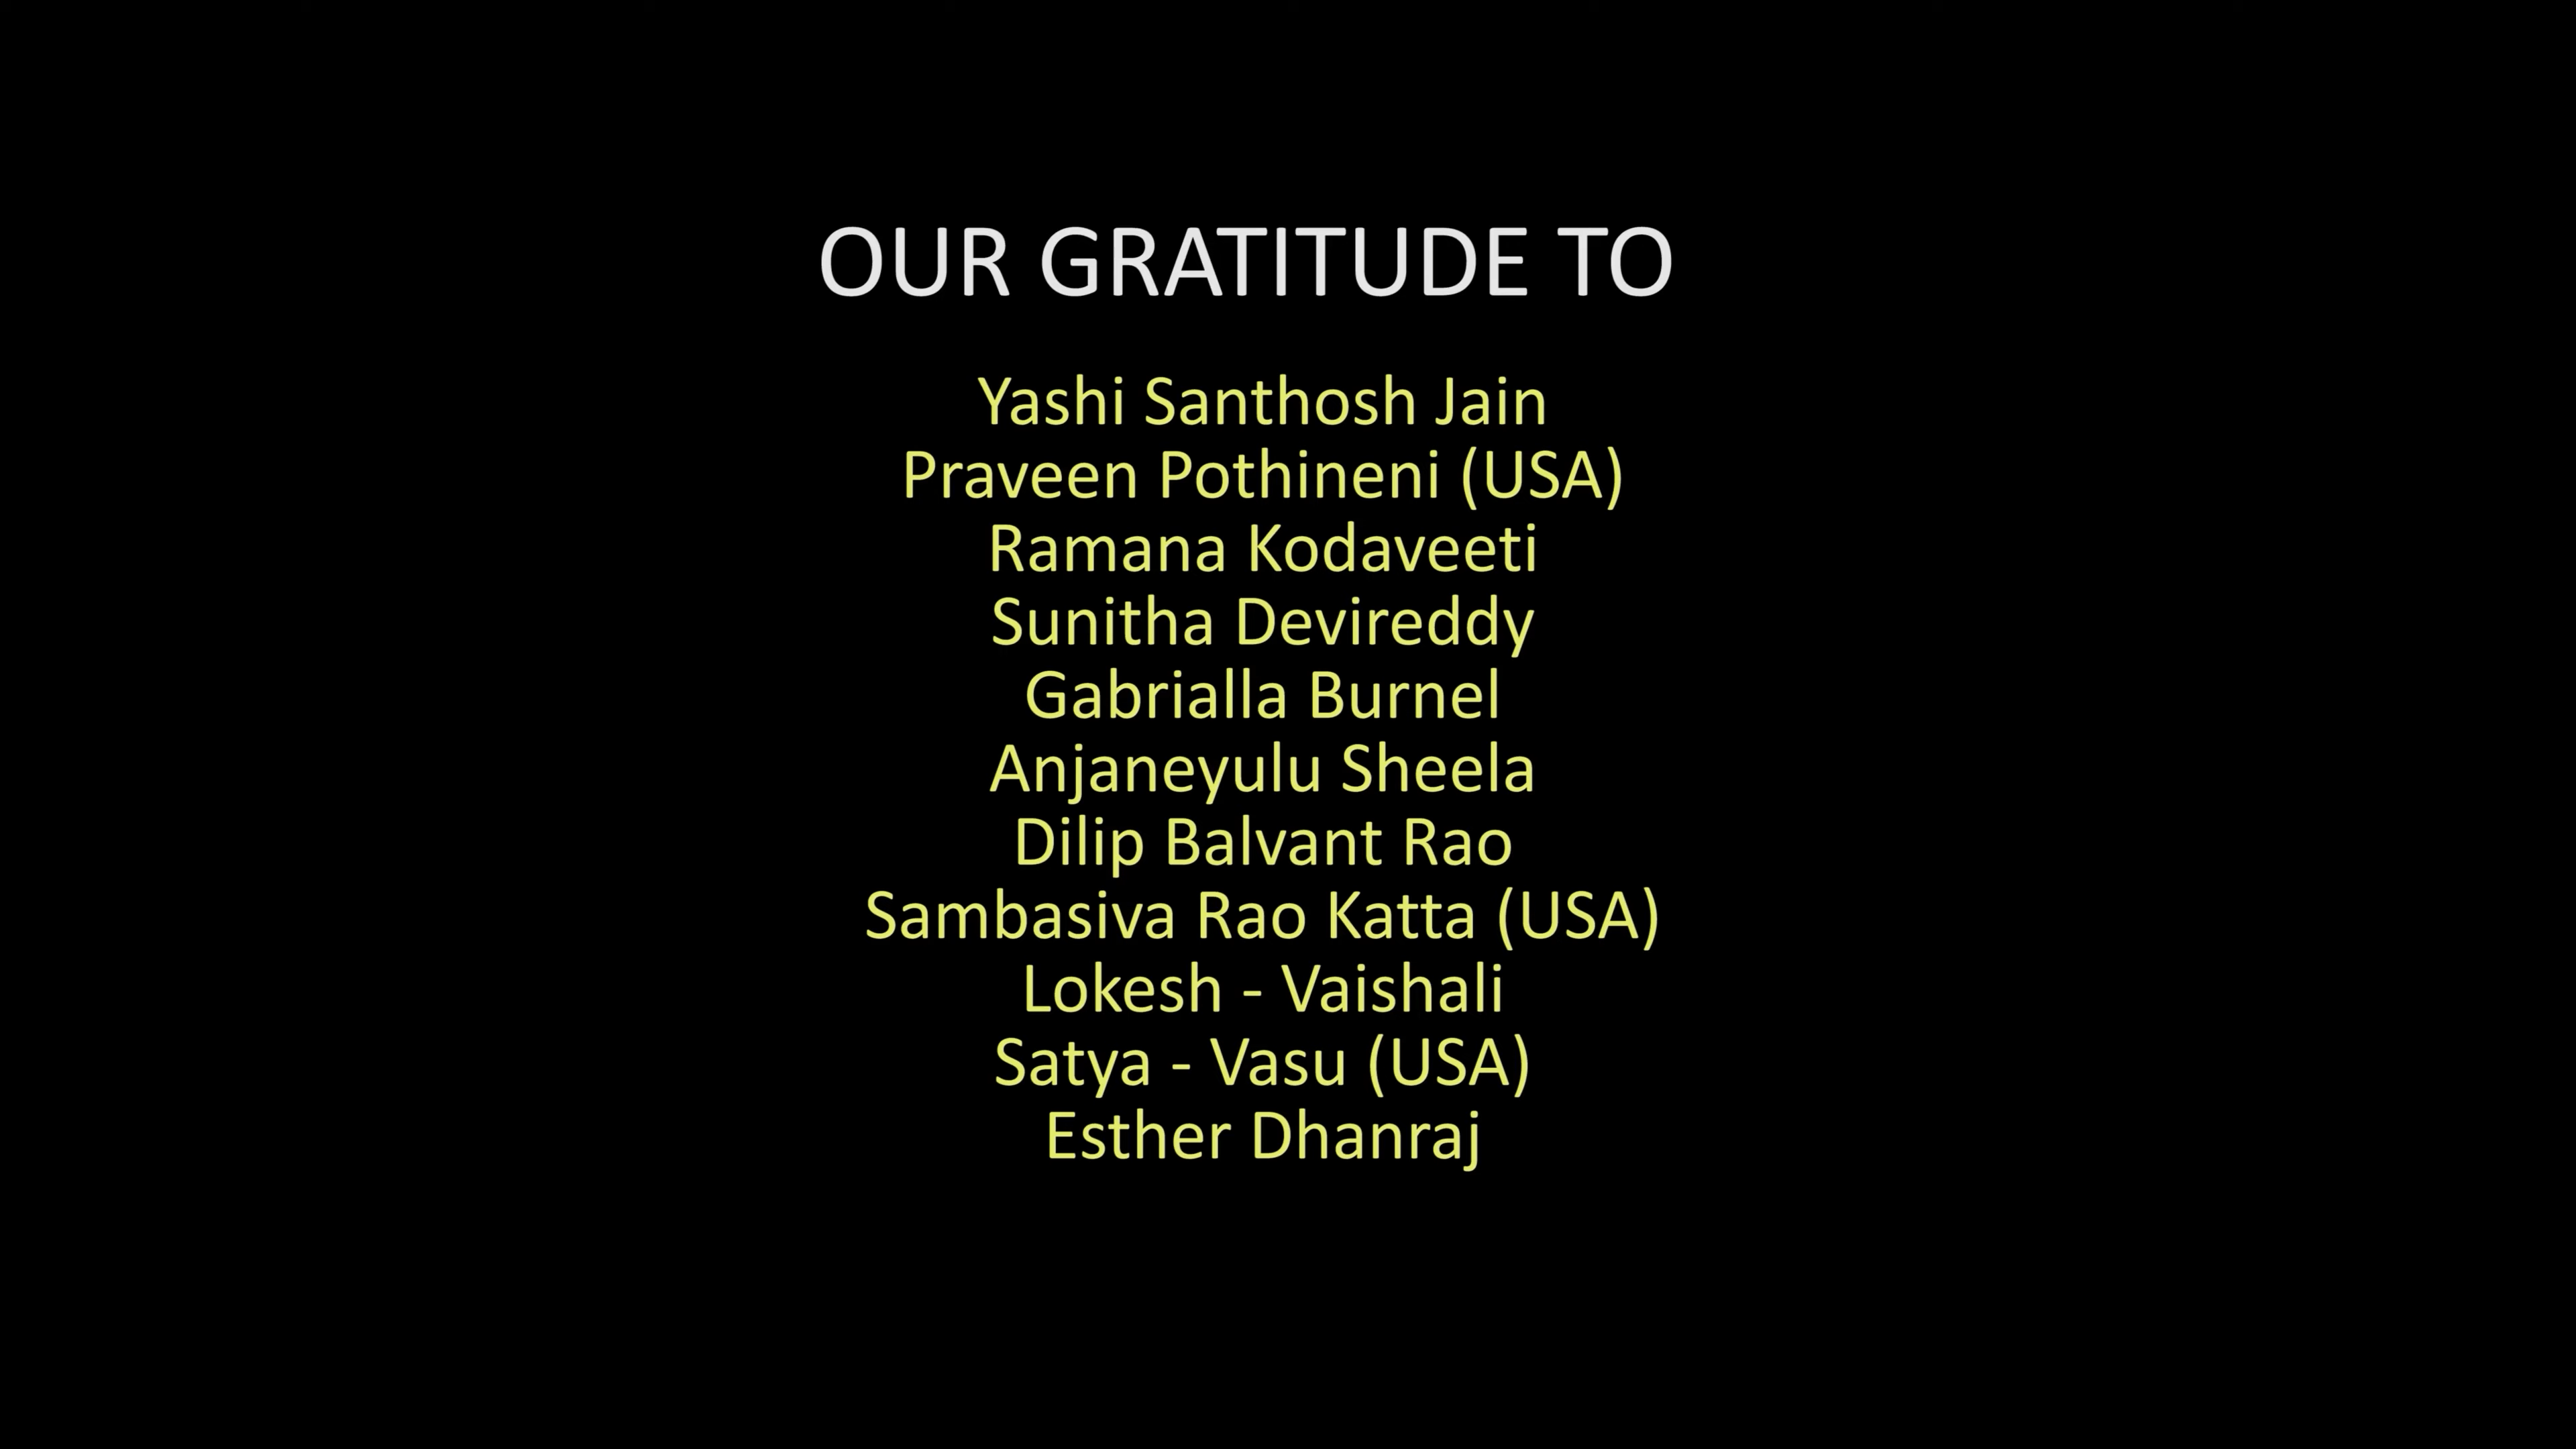 OUR GRATITUDE TO
Yashi Santhosh Jain
Praveen Pothineni (USA)
Ramana Kodaveeti
Sunitha Devireddy
Gabrialla Burnel
Anjaneyulu Sheela
Dilip Balvant Rao
Sambasiva Rao Katta (USA)
Lokesh - Vaishali
Satya - Vasu (USA)
Esther Dhanraj